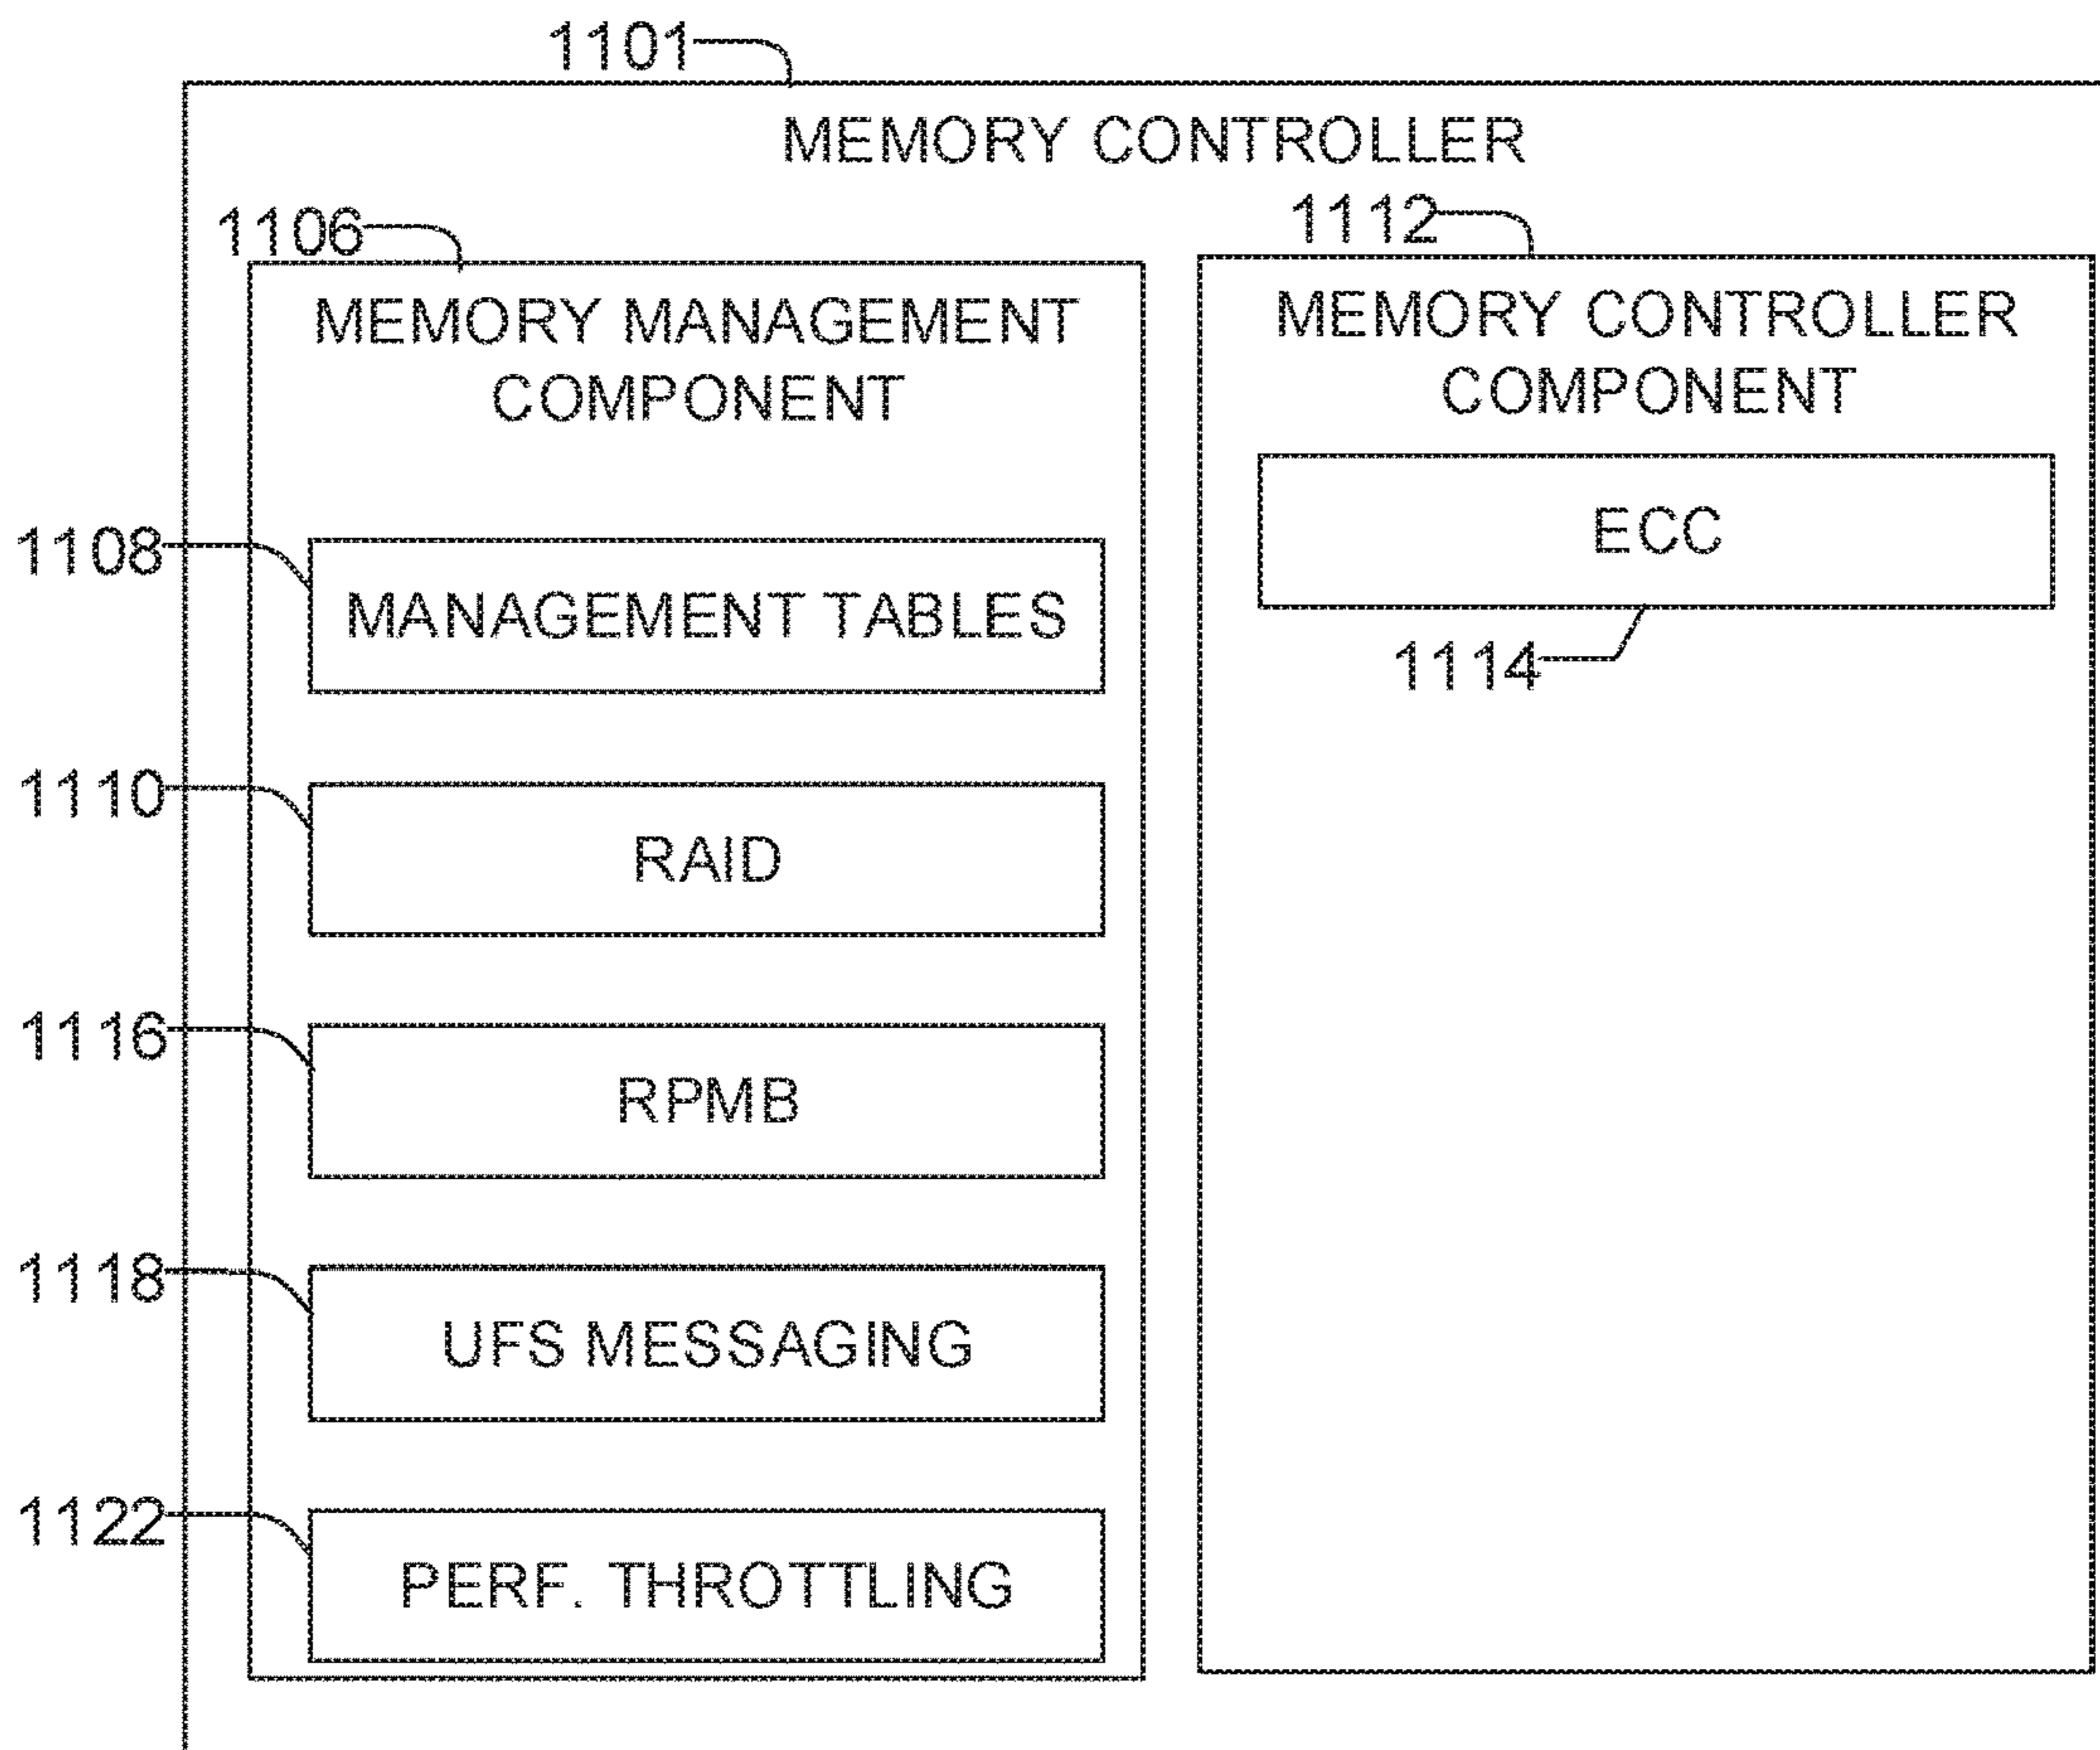 1101
MEMORY CONTROLLER
1106
MEMORY MANAGEMENT
COMPONENT
1108
MANAGEMENT TABLES
1110
RAID
1116
RPMB
1118
UFS MESSAGING
1122
PERF. THROTTLING
1112
MEMORY CONTROLLER
COMPONENT
ECC
1114